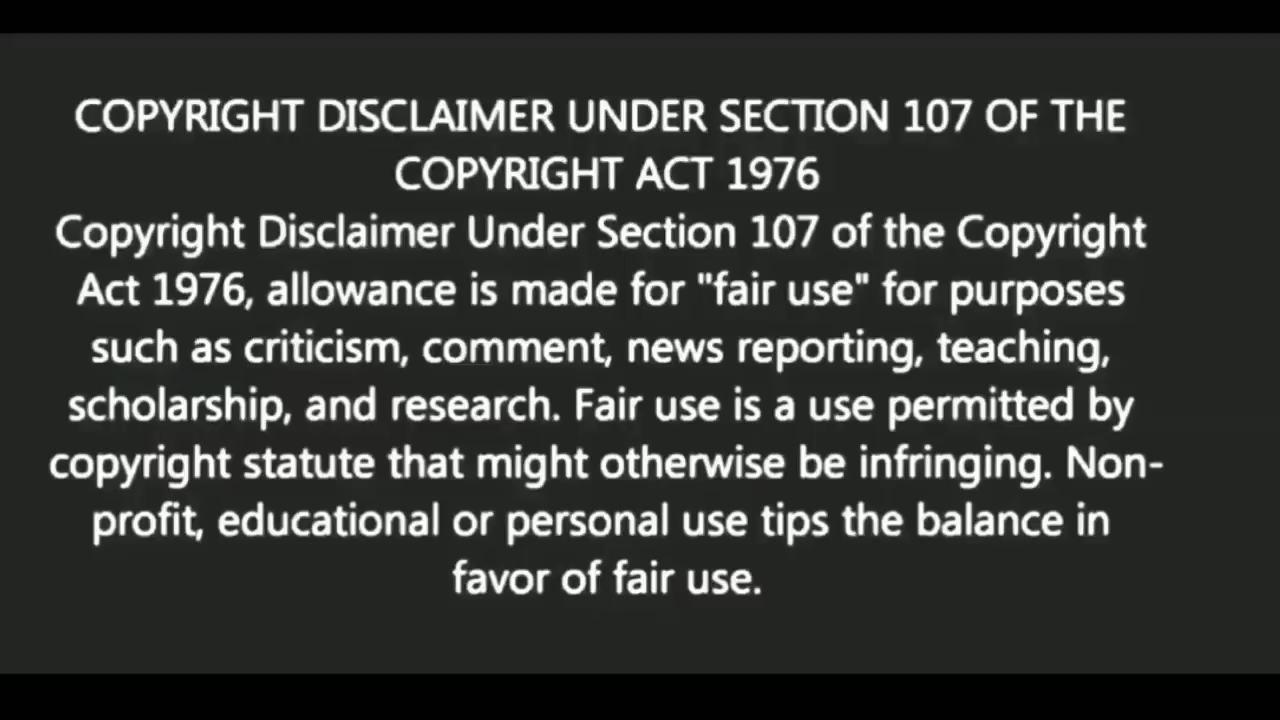 COPYRIGHT DISCLAIMER UNDER SECTION 107 OF THE
COPYRIGHT ACT 1976
Copyright Disclaimer Under Section 107 of the Copyright
Act 1976, allowance is made for "fair use" for purposes
such as criticism, comment, news reporting, teaching,
scholarship, and research. Fair use is a use permitted by
copyright statute that might otherwise be infringing. Non-
profit, educational or personal use tips the balance in
favor of fair use.